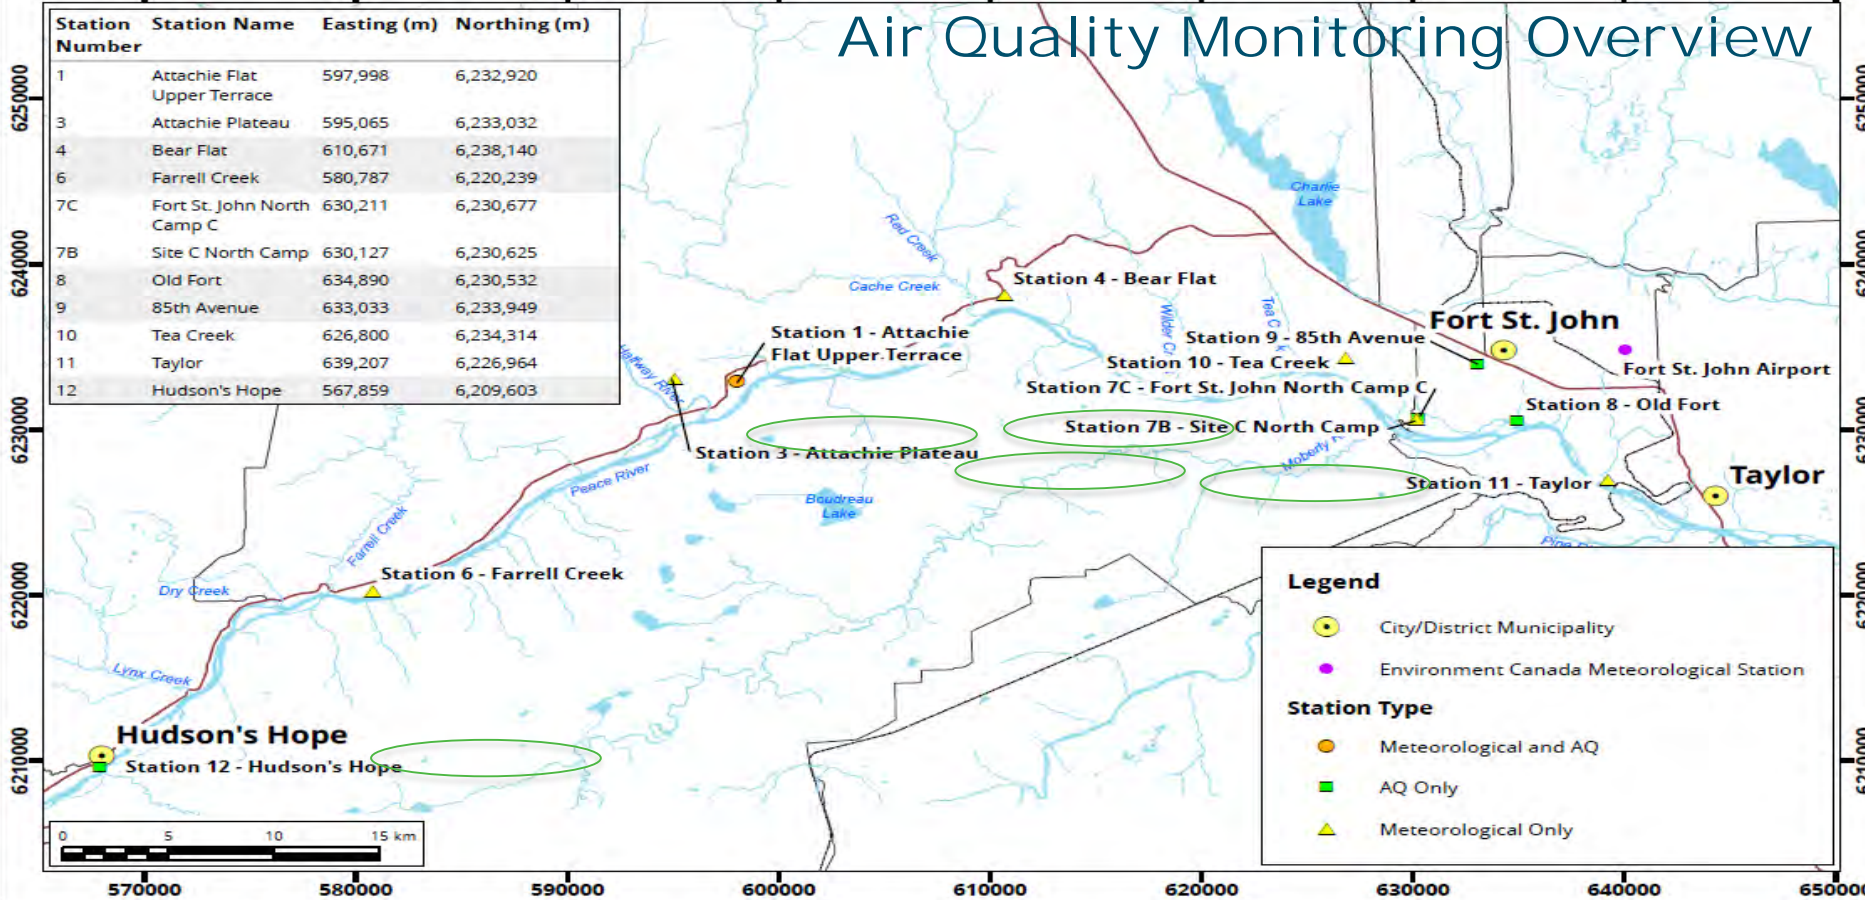 Air Quality Monitoring Overview
Station Number Station Name Easting (m) Northing (m)
1 Attachie Flat Upper Terrace 597,998 6,232,920
3 Attachie Plateau 595,065 6,233,032
4 Bear Flat 610,671 6,238,140
6 Farrell Creek 580,787 6,220,239
7C Fort St. John North Camp C 630,211 6,230,677
7B Site C North Camp 630,127 6,230,625
8 Old Fort 634,890 6,230,532
9 85th Avenue 633,033 6,233,949
10 Tea Creek 626,800 6,234,314
11 Taylor 639,207 6,226,964
12 Hudson's Hope 567,859 6,209,603
6250000
6240000
6230000
6220000
6210000
Charlie
Lake
Red Creek
Cache Creek
Station 4 - Bear Flat
Halfway River
Station 1 - Attachie
Flat Upper Terrace
Tea C
Fort St. John
Station 9 - 85th Avenue
Station 10 - Tea Creek
Fort St. John Airport
Station 7C - Fort St. John North Camp C
Station 8 - Old Fort
Station 7B - Site C North Camp
Station 3 - Attachie Plateau
Moberly R
Peace River
Taylor
Station 11 - Taylor
Boudreau
Lake
Farrell Creek
Station 6 - Farrell Creek
Dry Creek
Lynx Creek
Hudson's Hope
Station 12 - Hudson's Hope
Legend
City/District Municipality
Environment Canada Meteorological Station
Station Type
Meteorological and AQ
AQ Only
Meteorological Only
0 5 10 15 km
570000 580000 590000 600000 610000 620000 630000 640000